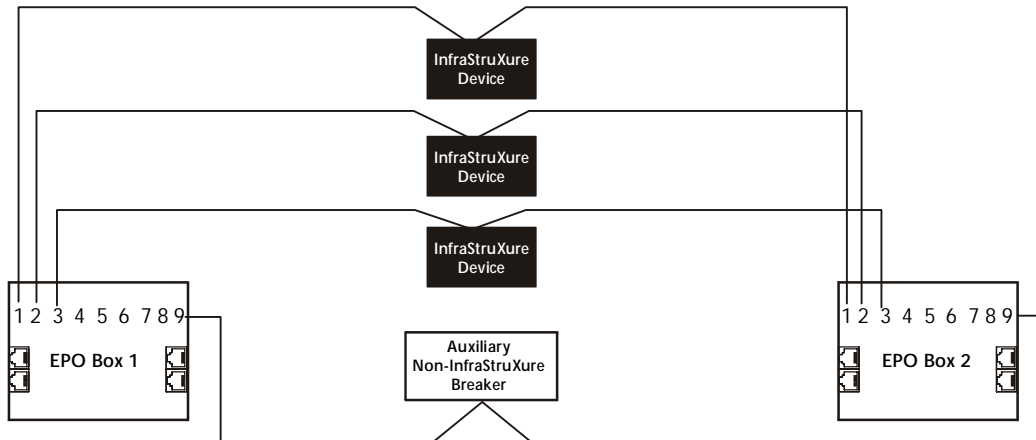 InfraStruXure
Device
InfraStruXure
Device
InfraStruXure
Device
1 2 3 4 5 6 7 8 9
EPO Box 1
Auxiliary
Non-InfraStruXure
Breaker
1 2 3 4 5 6 7 8 9
EPO Box 2